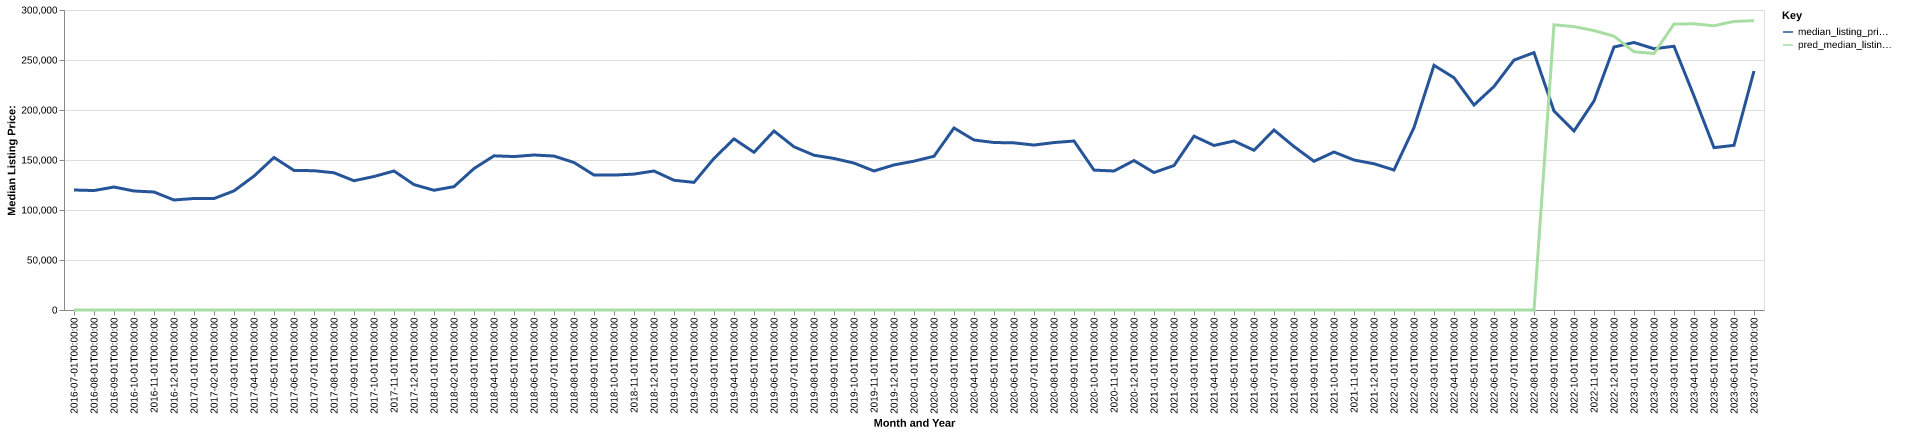 300,000
250,000
200,000
150,000
100,000
50,000
0
Median Listing Price:
2016-07-01T00:00:00
2016-08-01T00:00:00
2016-09-01T00:00:00
2016-10-01T00:00:00
2016-11-01T00:00:00
2016-12-01T00:00:00
2017-01-01T00:00:00
2017-02-01T00:00:00
2017-03-01T00:00:00
2017-04-01T00:00:00
2017-05-01T00:00:00
2017-06-01T00:00:00
2017-07-01T00:00:00
2017-08-01T00:00:00
2017-09-01T00:00:00
2017-10-01T00:00:00
2017-11-01T00:00:00
2017-12-01T00:00:00
2018-01-01T00:00:00
2018-02-01T00:00:00
2018-03-01T00:00:00
2018-04-01T00:00:00
2018-05-01T00:00:00
2018-06-01T00:00:00
2018-07-01T00:00:00
2018-08-01T00:00:00
2018-09-01T00:00:00
2018-10-01T00:00:00
2018-11-01T00:00:00
2018-12-01T00:00:00
2019-01-01T00:00:00
2019-02-01T00:00:00
2019-03-01T00:00:00
2019-04-01T00:00:00
2019-05-01T00:00:00
2019-06-01T00:00:00
2019-07-01T00:00:00
2019-08-01T00:00:00
2019-09-01T00:00:00
2019-10-01T00:00:00
2019-11-01T00:00:00
2019-12-01T00:00:00
2020-01-01T00:00:00
2020-02-01T00:00:00
2020-03-01T00:00:00
2020-04-01T00:00:00
2020-05-01T00:00:00
2020-06-01T00:00:00
2020-07-01T00:00:00
2020-08-01T00:00:00
2020-09-01T00:00:00
2020-10-01T00:00:00
2020-11-01T00:00:00
2020-12-01T00:00:00
2021-01-01T00:00:00
2021-02-01T00:00:00
2021-03-01T00:00:00
2021-04-01T00:00:00
2021-05-01T00:00:00
2021-06-01T00:00:00
2021-07-01T00:00:00
2021-08-01T00:00:00
2021-09-01T00:00:00
2021-10-01T00:00:00
2021-11-01T00:00:00
2021-12-01T00:00:00
2022-01-01T00:00:00
2022-02-01T00:00:00
2022-03-01T00:00:00
2022-04-01T00:00:00
2022-05-01T00:00:00
2022-06-01T00:00:00
2022-07-01T00:00:00
2022-08-01T00:00:00
2022-09-01T00:00:00
2022-10-01T00:00:00
2022-11-01T00:00:00
2022-12-01T00:00:00
2023-01-01T00:00:00
2023-02-01T00:00:00
2023-03-01T00:00:00
2023-04-01T00:00:00
2023-05-01T00:00:00
2023-06-01T00:00:00
2023-07-01T00:00:00
Month and Year
Key
median_listing_pri…
pred_median_listin…